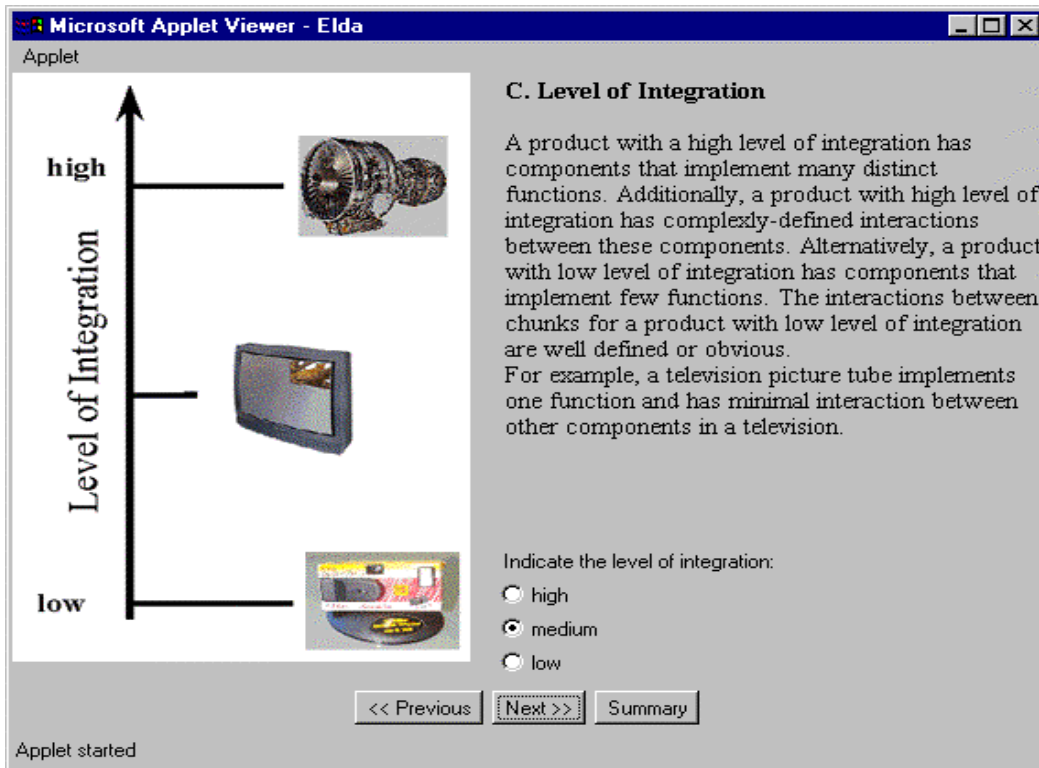 Microsoft Applet Viewer - Elda
Applet
high
Level of Integration
low
C. Level of Integration
A product with a high level of integration has
components that implement many distinct
functions. Additionally, a product with high level of
integration has complexly-defined interactions
between these components. Alternatively, a product
with low level of integration has components that
implement few functions. The interactions between
chunks for a product with low level of integration
are well defined or obvious.
For example, a television picture tube implements
one function and has minimal interaction between
other components in a television.
Indicate the level of integration:
high
medium
low
<< Previous
Next >>
Summary
Applet started